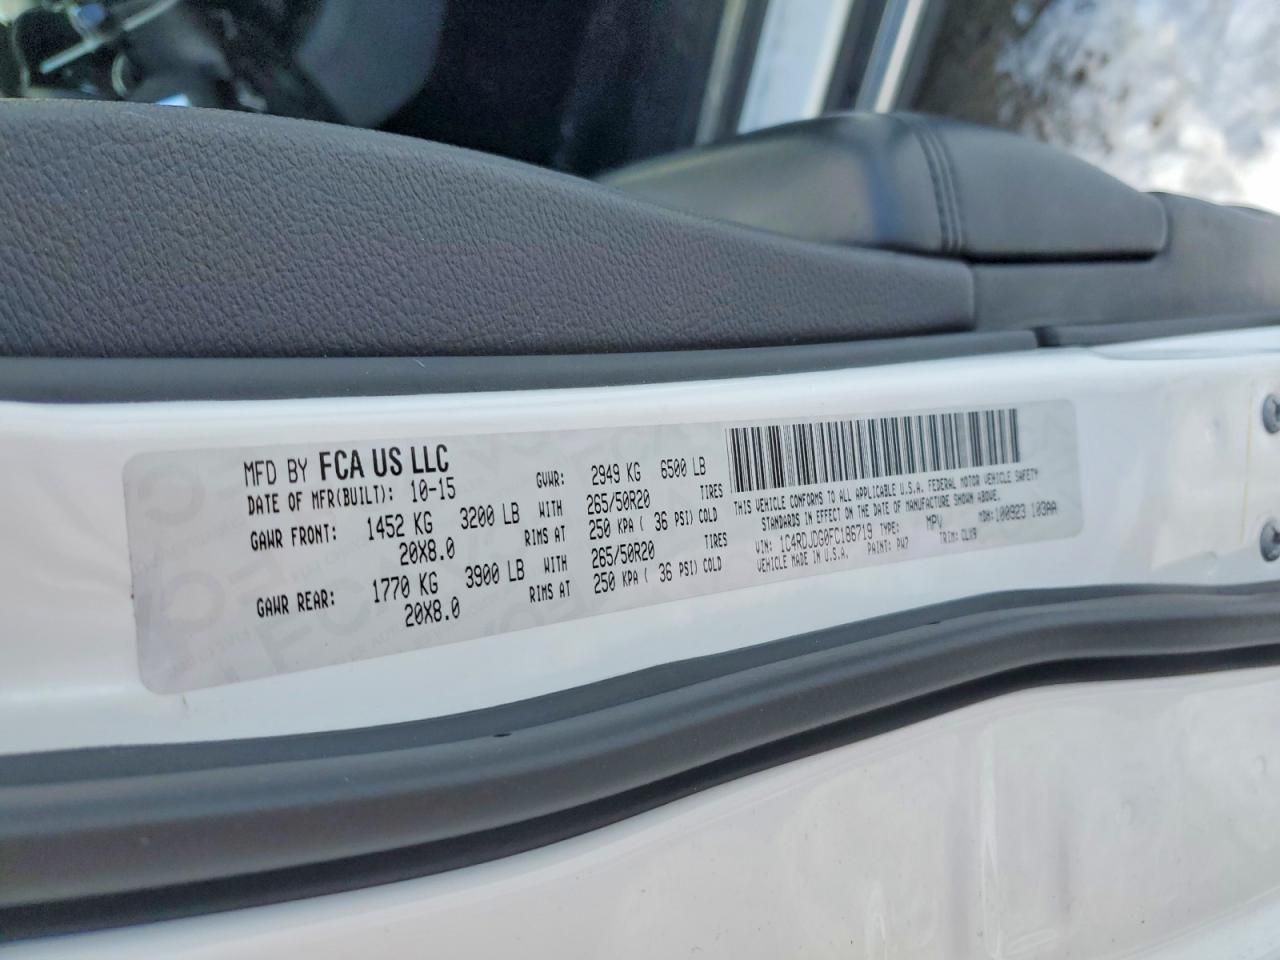 MFD BY FCA US LLC
DATE OF MFR(BUILT): 10-15 GVWR: 2949 KG 6500 LB
GAWR FRONT: 1452 KG 3200 LB WITH 265/50R20 TIRES
20X8.0 RIMS AT 250 KPA ( 36 PSI) COLD
GAWR REAR: 1770 KG 3900 LB WITH 265/50R20 TIRES
20X8.0 RIMS AT 250 KPA ( 36 PSI) COLD
THIS VEHICLE CONFORMS TO ALL APPLICABLE U.S.A. FEDERAL MOTOR VEHICLE SAFETY
STANDARDS IN EFFECT ON THE DATE OF MANUFACTURE SHOWN ABOVE.
VIN: 1C4RDJDG0FC186719 TYPE: MPV MDH: 100923 103AA
VEHICLE MADE IN U.S.A. PAINT: PW7 TRIM: CLX9